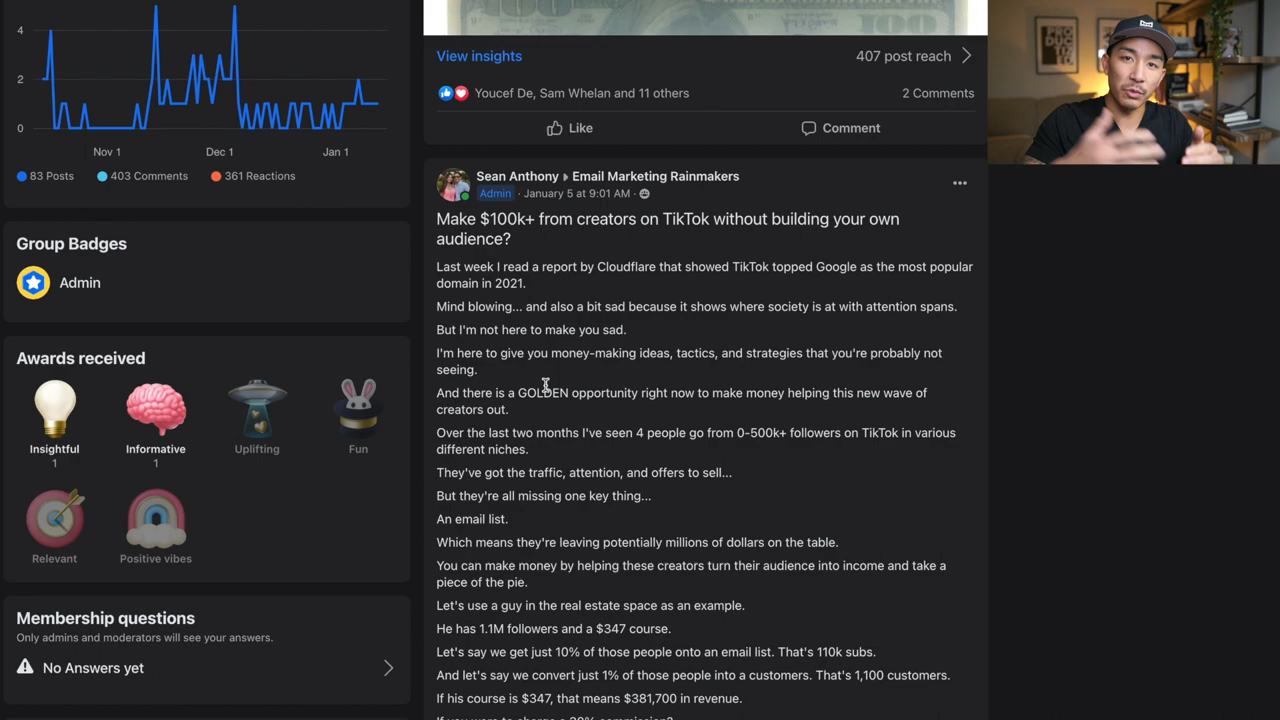 4
2
0
Nov 1
Dec 1
Jan 1
83 Posts
403 Comments
361 Reactions
Group Badges
Admin
Awards received
Insightful
1
Informative
1
Uplifting
Fun
Relevant
Positive vibes
Membership questions
Only admins and moderators will see your answers.
No Answers yet
100
100
View insights
407 post reach
Youcef De, Sam Whelan and 11 others
2 Comments
Like
Comment
Sean Anthony
Email Marketing Rainmakers
Admin · January 5 at 9:01 AM ·
Make $100k+ from creators on TikTok without building your own
audience?
Last week I read a report by Cloudflare that showed TikTok topped Google as the most popular
domain in 2021.
Mind blowing... and also a bit sad because it shows where society is at with attention spans.
But I'm not here to make you sad.
I'm here to give you money-making ideas, tactics, and strategies that you're probably not
seeing.
And there is a GOLDEN opportunity right now to make money helping this new wave of
creators out.
Over the last two months I've seen 4 people go from 0-500k+ followers on TikTok in various
different niches.
They've got the traffic, attention, and offers to sell...
But they're all missing one key thing...
An email list.
Which means they're leaving potentially millions of dollars on the table.
You can make money by helping these creators turn their audience into income and take a
piece of the pie.
Let's use a guy in the real estate space as an example.
He has 1.1M followers and a $347 course.
Let's say we get just 10% of those people onto an email list. That's 110k subs.
And let's say we convert just 1% of those people into a customers. That's 1,100 customers.
If his course is $347, that means $381,700 in revenue.